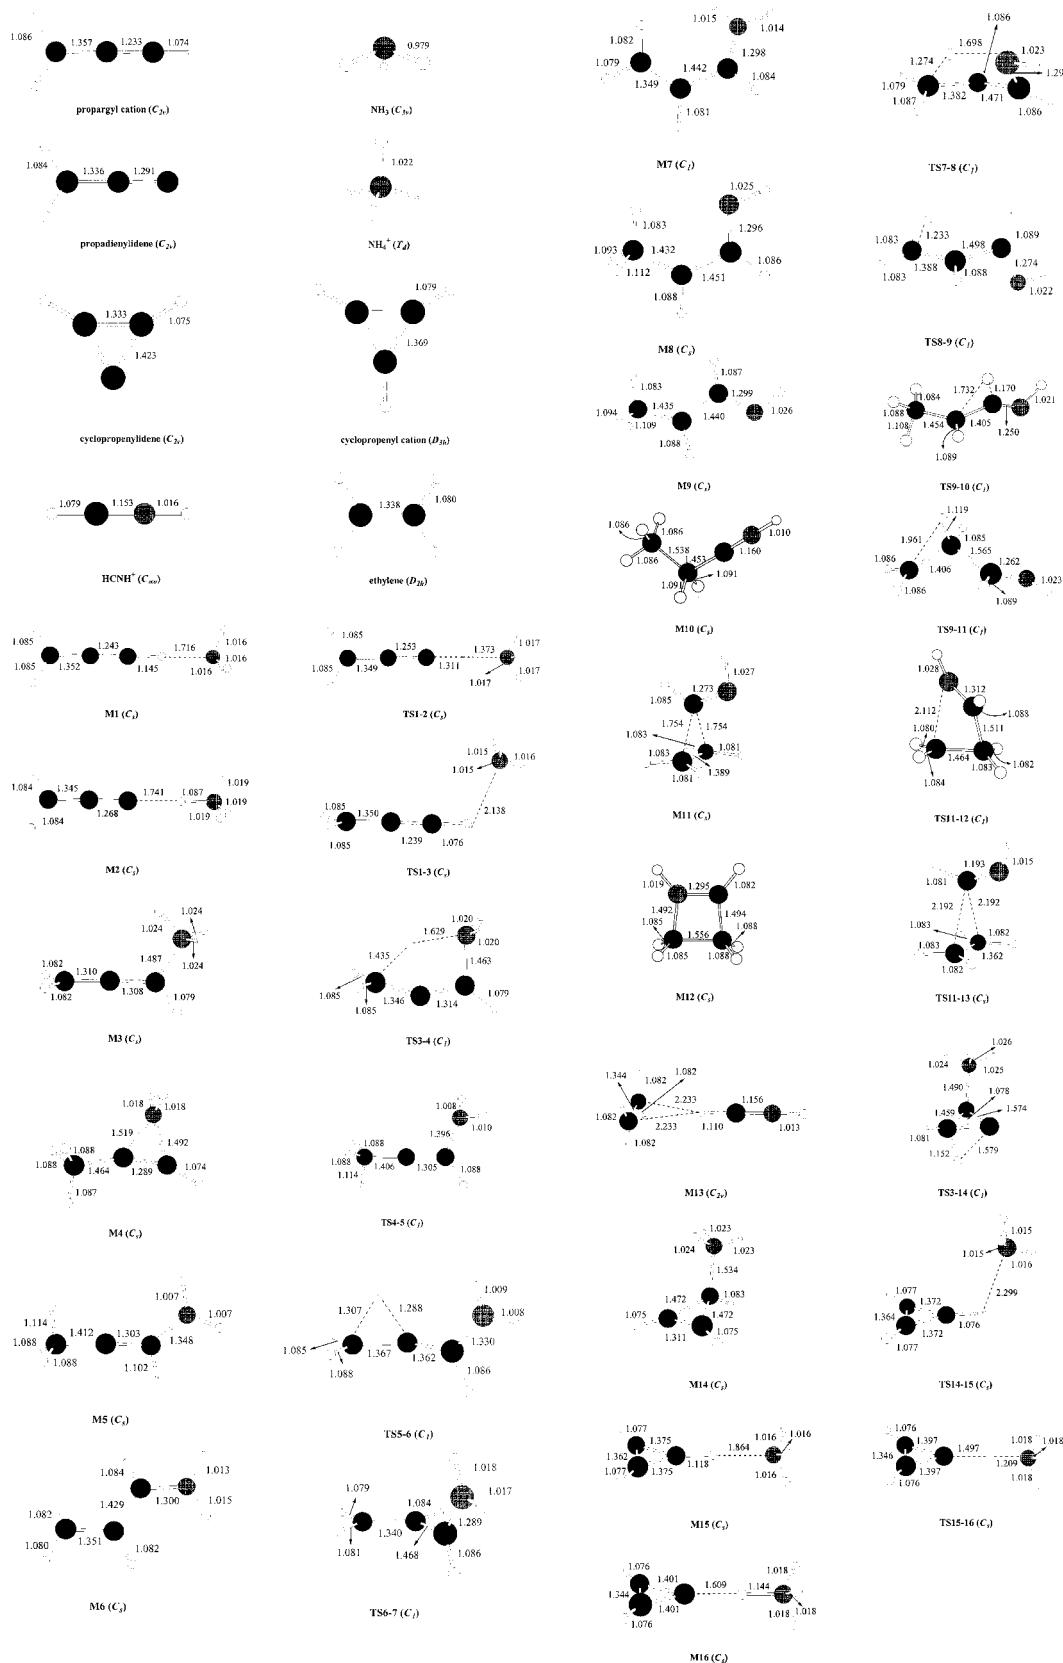 1.086 1.357 1.233 1.074
propargyl cation (C2v)
0.979
NH3 (C3v)
1.084 1.336 1.291
propadienylidene (C2v)
1.022
NH4+ (Td)
1.333 1.075
1.423
cyclopropenylidene (C2v)
1.079
1.369
cyclopropenyl cation (D3h)
1.079 1.153 1.016
HCNH+ (C∞v)
1.338 1.080
ethylene (D2h)
1.085 1.243 1.716 1.016
1.085 1.352 1.145 1.016 1.016
M1 (Cs)
1.085 1.253 1.373 1.017
1.085 1.349 1.311 1.017 1.017
TS1-2 (Cs)
1.084 1.345 1.741 1.087 1.019
1.084 1.268 1.019 1.019
M2 (Cs)
1.015 1.016
1.015
1.085 1.350 2.138
1.085 1.239 1.076
TS1-3 (Cs)
1.024
1.024
1.082 1.310 1.487 1.024
1.082 1.308 1.079
M3 (Cs)
1.629 1.020
1.020
1.435 1.463
1.085 1.085 1.346 1.314 1.079
TS3-4 (C1)
1.018 1.018
1.519
1.088 1.492
1.088 1.464 1.289 1.074
1.087
M4 (Cs)
1.008
1.010
1.088 1.396
1.088 1.406 1.305 1.088
1.114
TS4-5 (C1)
1.007 1.007
1.114 1.412 1.303 1.348
1.088 1.088 1.102
M5 (Cs)
1.009
1.307 1.288 1.008
1.330
1.085 1.367 1.362
1.088 1.086
TS5-6 (C1)
1.084 1.013
1.429 1.300 1.015
1.082
1.080 1.351 1.082
M6 (Cs)
1.018
1.079 1.084 1.017
1.340 1.289
1.081 1.468 1.086
TS6-7 (C1)
1.015 1.014
1.082 1.298
1.079 1.442 1.084
1.349
1.081
M7 (C1)
1.086
1.698 1.023
1.274
1.079 1.382 1.471
1.087 1.086
TS7-8 (C1)
1.025
1.083 1.296
1.093 1.432 1.086
1.112 1.451
1.088
M8 (Cs)
1.083 1.233 1.498 1.089
1.388 1.274
1.083 1.088 1.022
TS8-9 (C1)
1.087
1.083 1.299
1.094 1.435 1.026
1.109 1.440
1.088
M9 (Cs)
1.732 1.170
1.084 1.021
1.088 1.454 1.405 1.250
1.108
1.089
TS9-10 (C1)
1.086 1.086 1.010
1.538 1.160
1.086 1.453
1.091 1.091
M10 (Cs)
1.119
1.961 1.085
1.565
1.086 1.406 1.262
1.086 1.023
1.089
TS9-11 (C1)
1.027
1.273
1.085
1.754 1.754
1.083
1.083 1.081
1.081 1.389
M11 (Cs)
1.028 1.312
2.112 1.088
1.080 1.511
1.464 1.082
1.084 1.083
TS11-12 (C1)
1.019 1.295 1.082
1.492 1.494
1.085 1.556 1.088
1.085 1.088
M12 (Cs)
1.193 1.015
1.081
2.192 2.192
1.083 1.082
1.083 1.362
1.082
TS11-13 (Cs)
1.344 1.082 1.082
2.233 1.156
1.082 2.233 1.110 1.013
1.082
M13 (C2v)
1.026
1.024 1.025
1.490 1.078
1.459 1.574
1.081
1.152 1.579
TS3-14 (C1)
1.023
1.024 1.023
1.534
1.472 1.083
1.075 1.472
1.311 1.075
M14 (Cs)
1.015
1.015 1.016
1.077 2.299
1.364 1.372
1.372 1.076
1.077
TS14-15 (Cs)
1.077 1.375 1.016 1.016
1.362 1.864
1.077 1.375 1.118 1.016
M15 (Cs)
1.076 1.397 1.497 1.018 1.018
1.346 1.209
1.397 1.018
1.076
TS15-16 (Cs)
1.076 1.401 1.609 1.018
1.344 1.144
1.401 1.018 1.018
1.076
M16 (Cs)